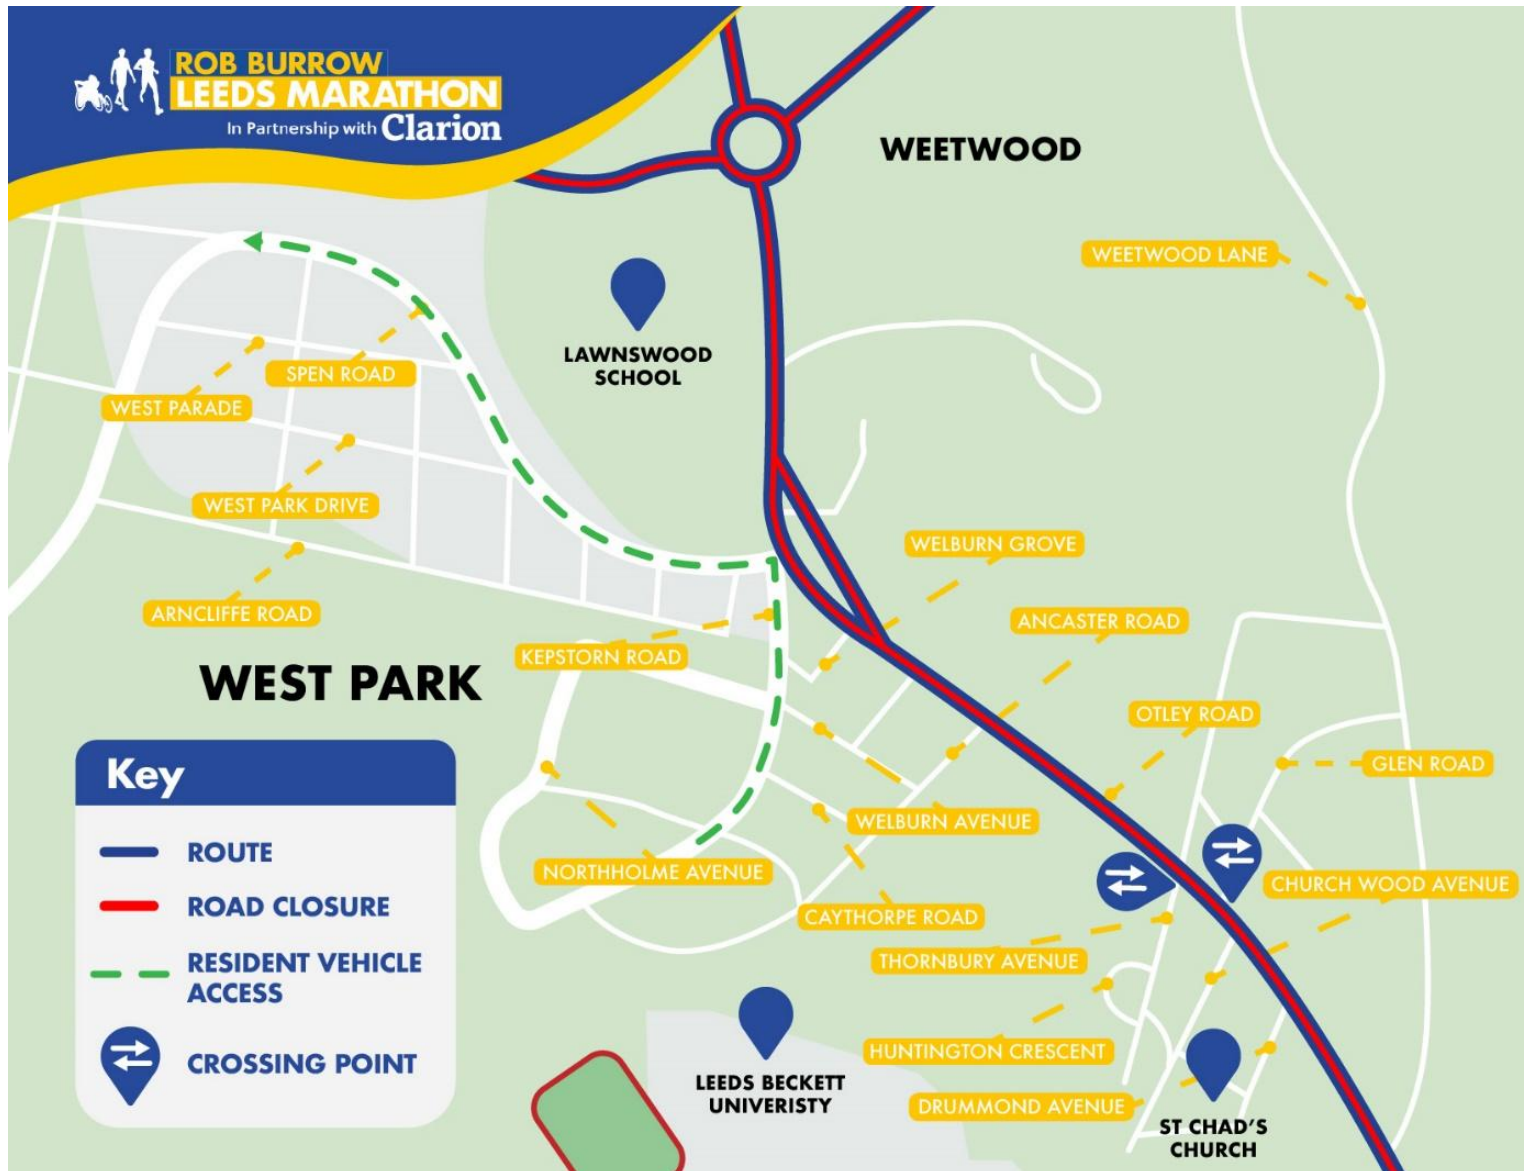 ROB BURROW
LEEDS MARATHON
In Partnership with Clarion
WEETWOOD
WEETWOOD LANE
LAWNSWOOD
SCHOOL
SPEN ROAD
WEST PARADE
WEST PARK DRIVE
WELBURN GROVE
ARNCLIFFE ROAD
ANCASTER ROAD
KEPSTORN ROAD
WEST PARK
OTLEY ROAD
GLEN ROAD
Key
WELBURN AVENUE
ROUTE
NORTHHOLME AVENUE
CHURCH WOOD AVENUE
ROAD CLOSURE
CAYTHORPE ROAD
THORNBURY AVENUE
RESIDENT VEHICLE
ACCESS
HUNTINGTON CRESCENT
CROSSING POINT
LEEDS BECKETT
UNIVERISTY
DRUMMOND AVENUE
ST CHAD'S
CHURCH